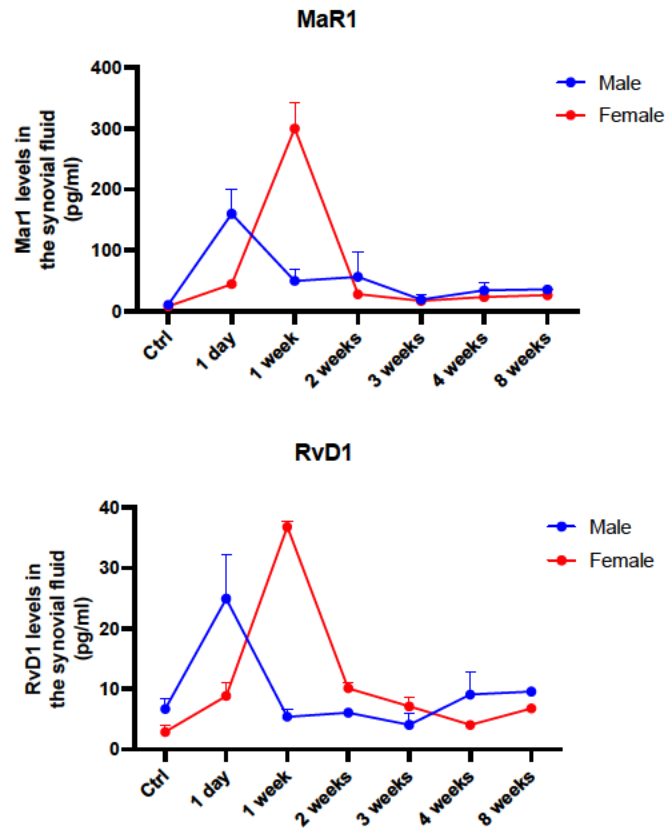 MaR1
Mar1 levels in
the synovial fluid
(pg/ml)
400
300
200
100
0
Ctrl
1 day
1 week
2 weeks
3 weeks
4 weeks
8 weeks
Male
Female
RvD1
RvD1 levels in
the synovial fluid
(pg/ml)
40
30
20
10
0
Ctrl
1 day
1 week
2 weeks
3 weeks
4 weeks
8 weeks
Male
Female